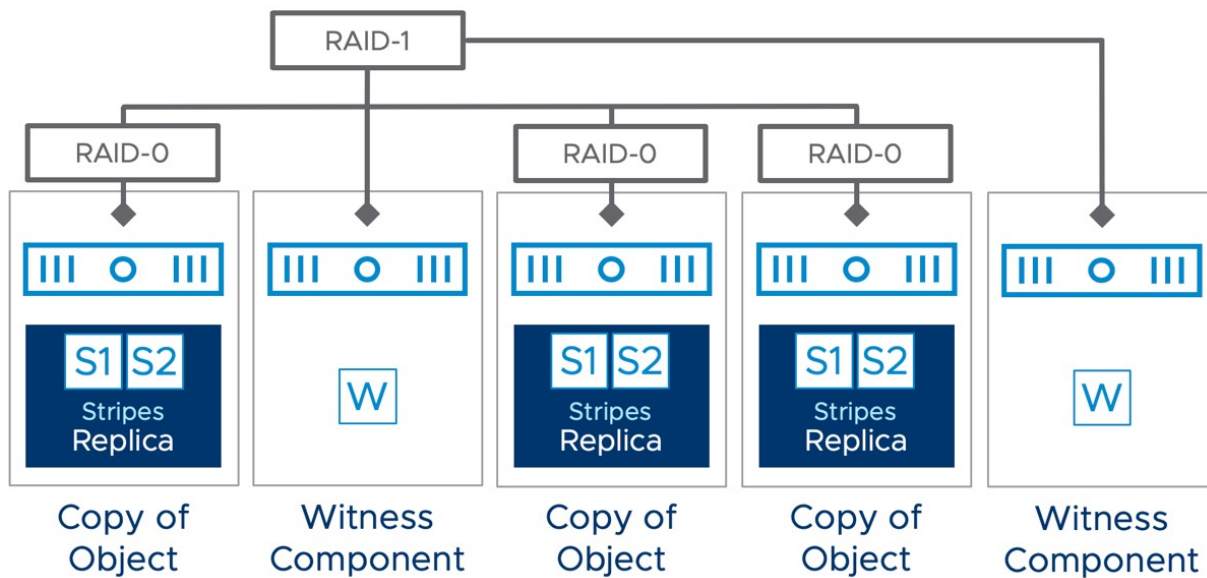 RAID-1
RAID-0
RAID-0
RAID-0
S1 S2
Stripes
Replica
Copy of
Object
W
Witness
Component
S1 S2
Stripes
Replica
Copy of
Object
S1 S2
Stripes
Replica
Copy of
Object
W
Witness
Component